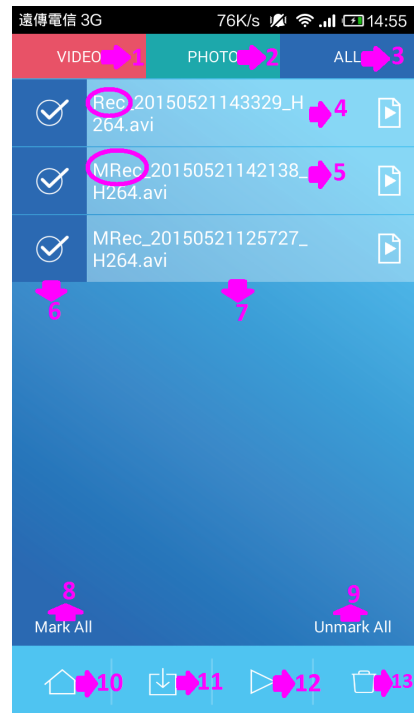 遠傳電信 3G 76K/s 14:55
VIDEO 1 PHOTO 2 ALL 3
Rec_20150521143329_H 4
264.avi
MRec_20150521142138_ 5
H264.avi
MRec_20150521125727_
H264.avi
6 7
8 9
Mark All Unmark All
10 11 12 13